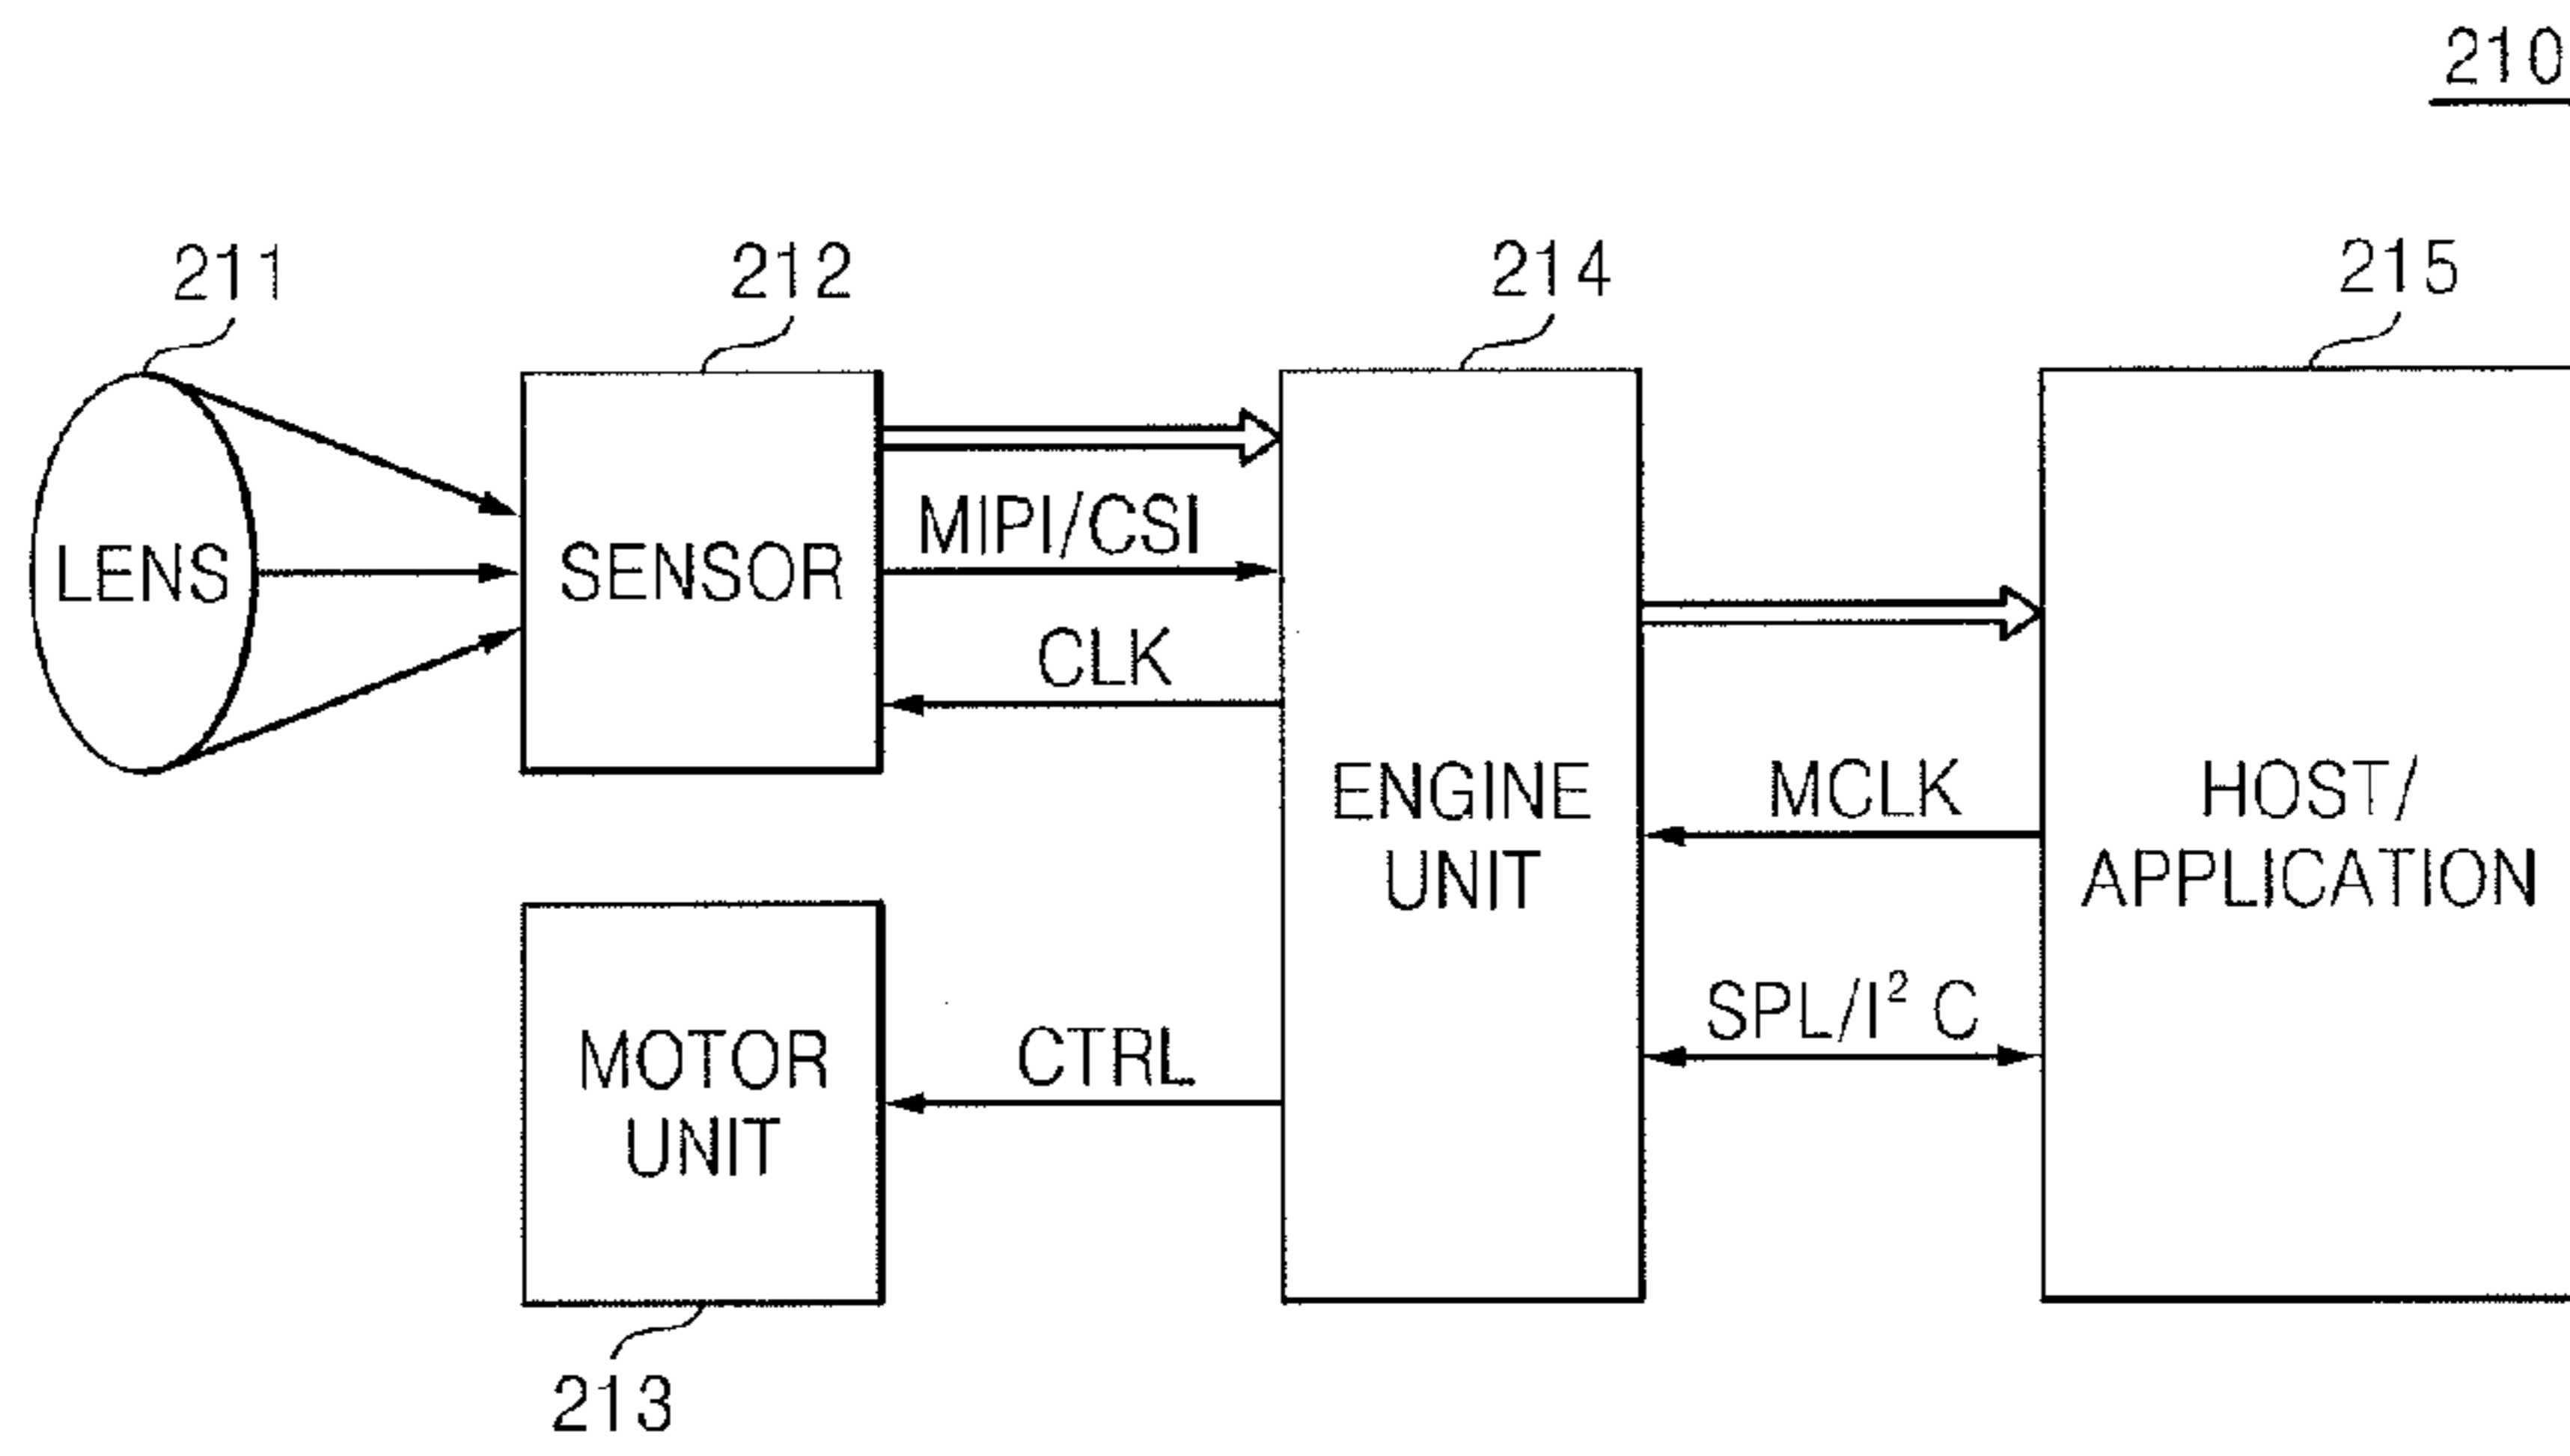 210
211
212
214
215
LENS
SENSOR
MIPI/CSI
CLK
ENGINE
UNIT
MCLK
HOST/
APPLICATION
SPL/I² C
MOTOR
UNIT
CTRL
213